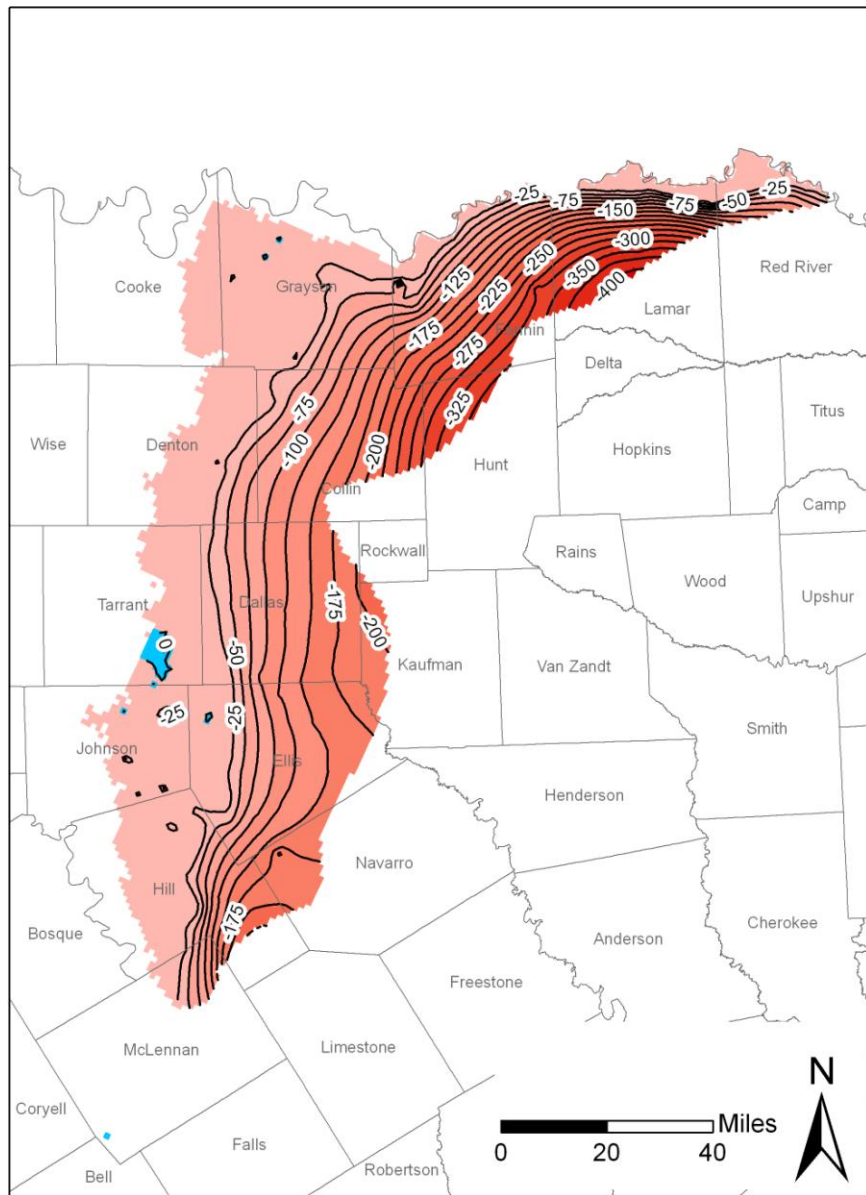 -25
-75
-25
-75
-50
-150
-300
-250
-350
400
-125
-225
Red River
Cooke
Grayson
Lamar
-175
Fannin
-275
Delta
-75
-325
Titus
Wise
Denton
-100
-200
Hunt
Hopkins
Collin
Camp
Rockwall
Rains
Wood
Upshur
Tarrant
Dallas
-175
-200
0
-50
Kaufman
Van Zandt
-25
-25
Smith
Johnson
Ellis
Henderson
Navarro
Hill
-175
Bosque
Anderson
Cherokee
Freestone
McLennan
Limestone
N
Coryell
Miles
Falls
0
20
40
Bell
Robertson